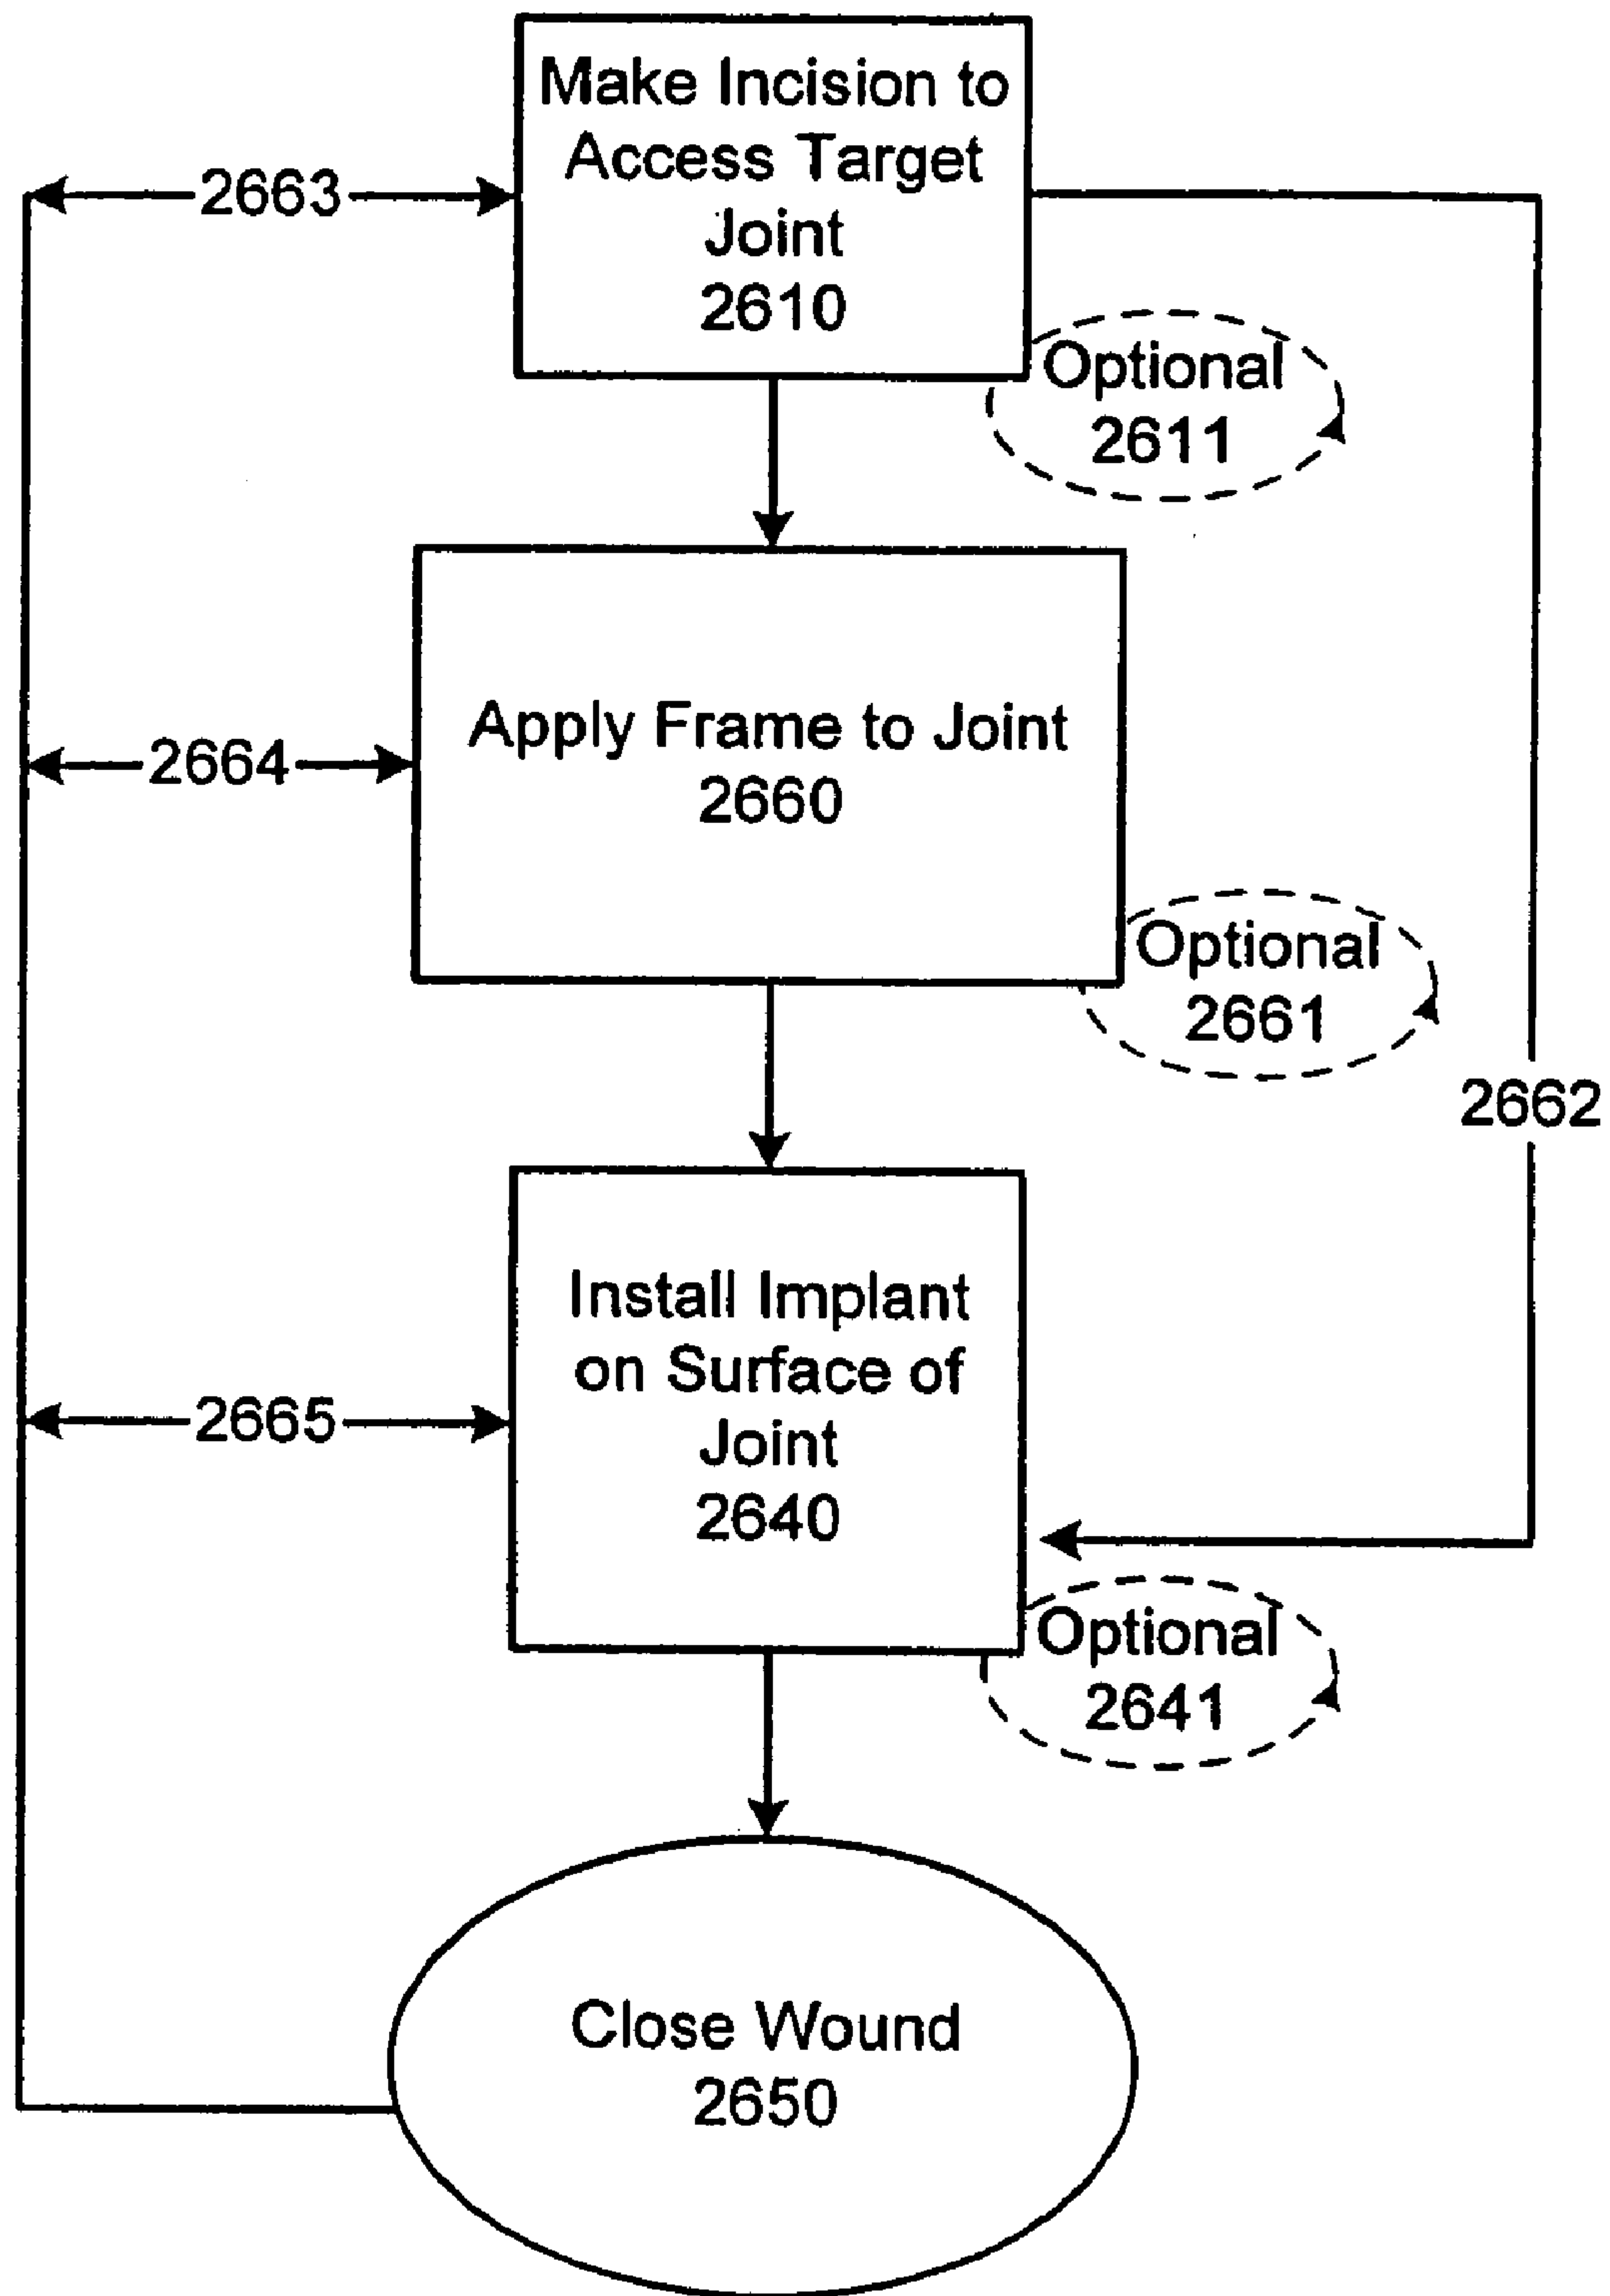 Make Incision to
Access Target
Joint
2610
2663
Optional
2611
Apply Frame to Joint
2660
2664
Optional
2661
2662
Install Implant
on Surface of
Joint
2640
2665
Optional
2641
Close Wound
2650